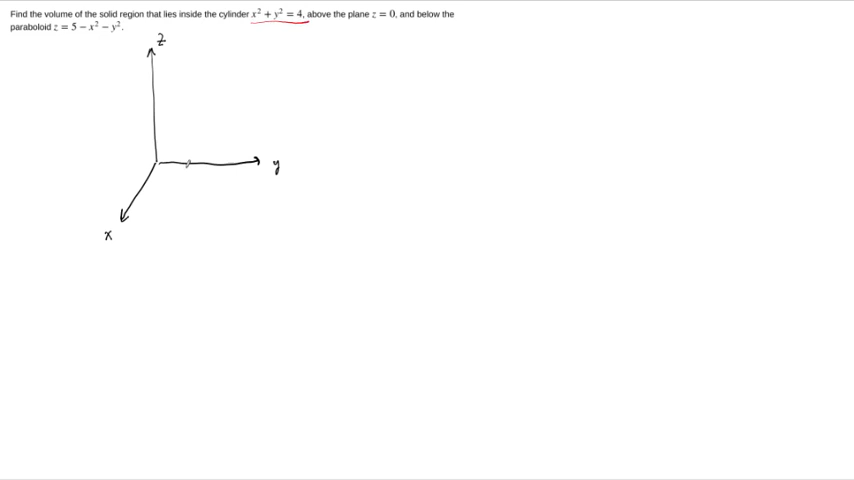 Find the volume of the solid region that lies inside the cylinder x² + y² = 4, above the plane z = 0, and below the
paraboloid z = 5 − x² − y².
z
y
x